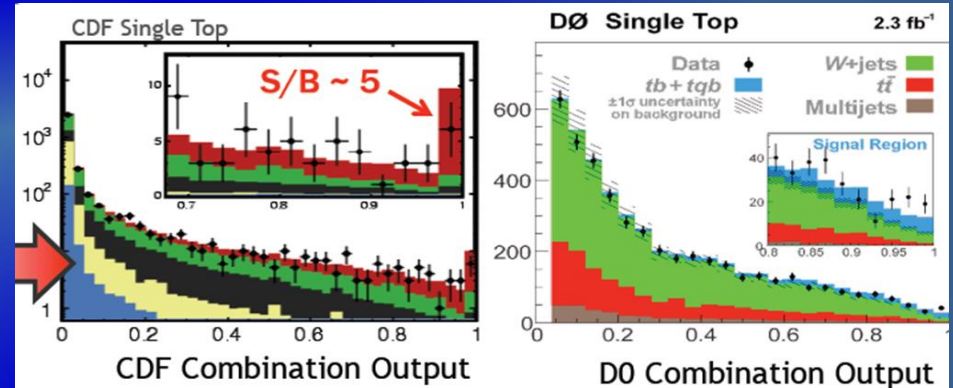 CDF Single Top
10⁴
10³
10²
1
0
0.2
0.4
0.6
0.8
1
10
5
0
0.7
0.8
0.9
1
S/B ~ 5
CDF Combination Output
DØ Single Top
2.3 fb⁻¹
Data
tb+tqb
±1σ uncertainty
on background
W+jets
tt̄
Multijets
600
400
200
0
0
0.2
0.4
0.6
0.8
1
Signal Region
40
20
0
0.8
0.85
0.9
0.95
1
D0 Combination Output